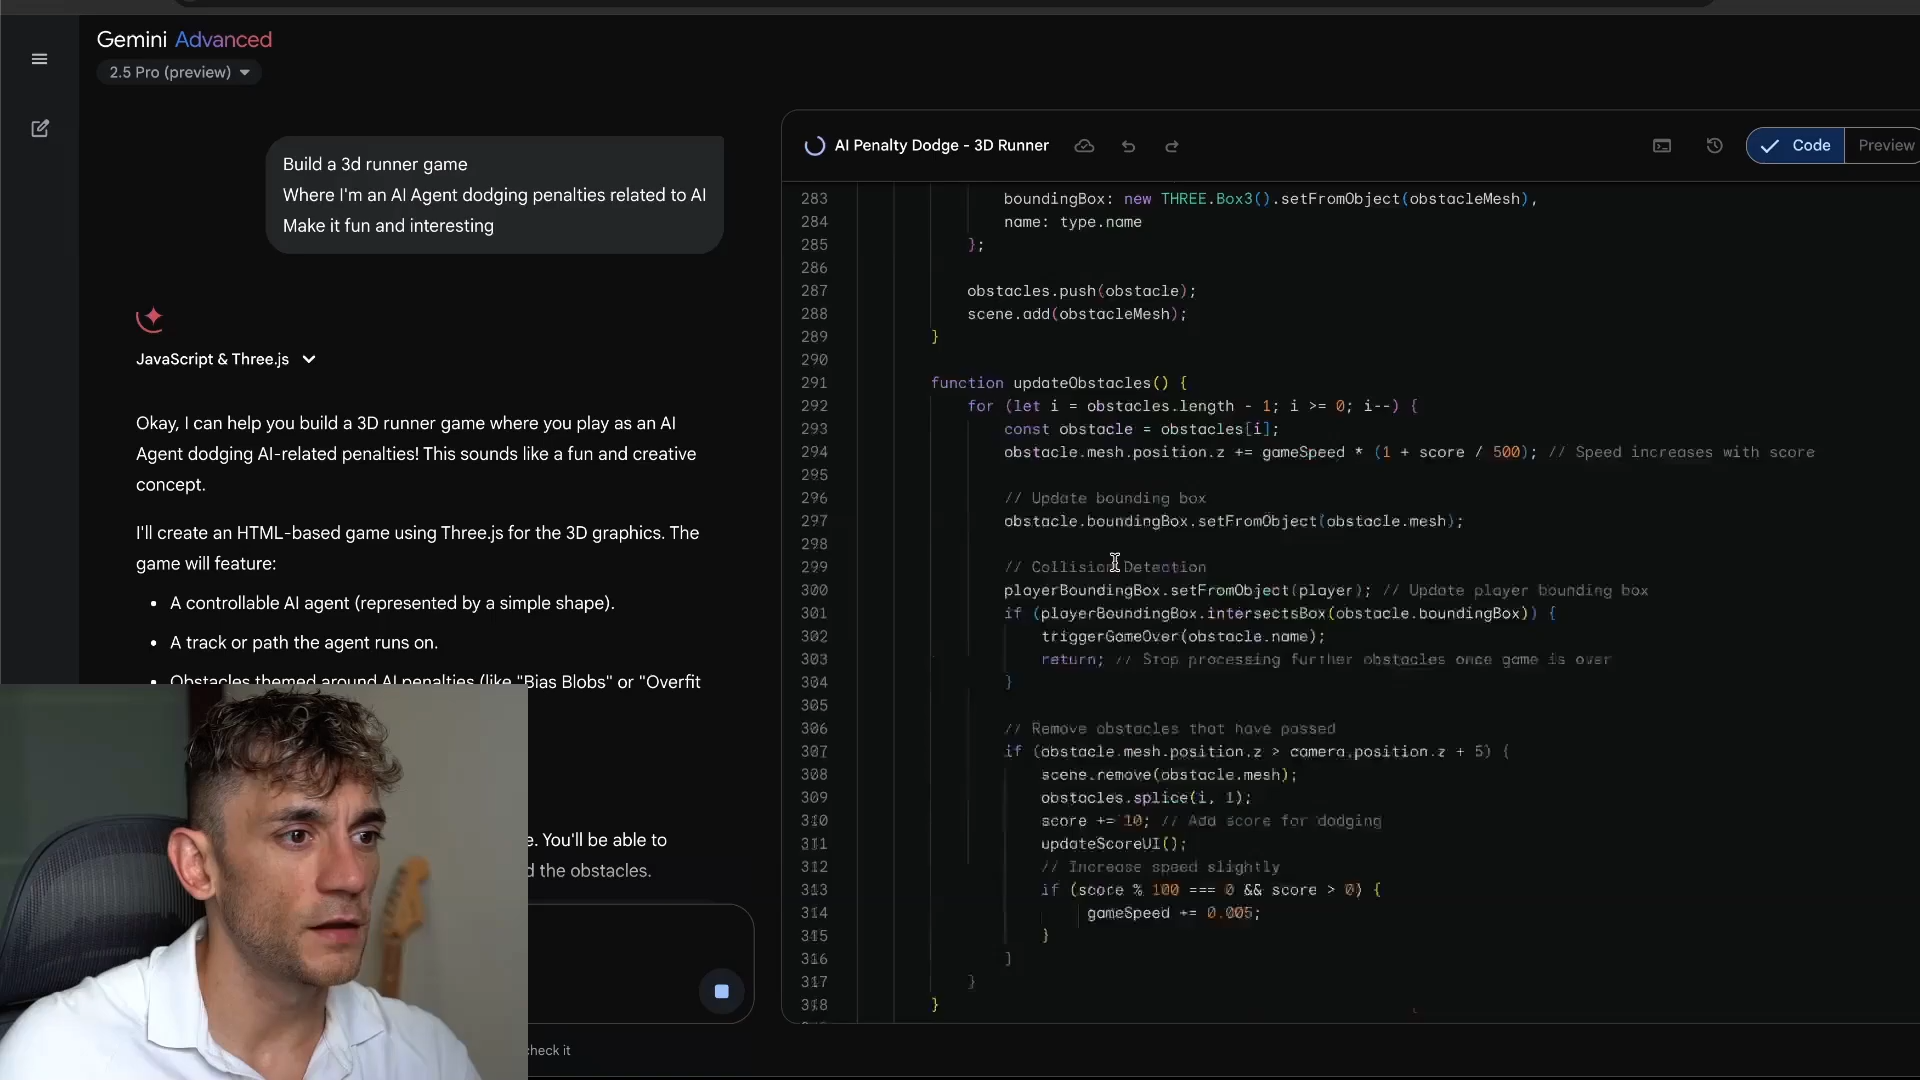 Gemini Advanced
2.5 Pro (preview)
Build a 3d runner game
Where I'm an AI Agent dodging penalties related to AI
Make it fun and interesting
JavaScript & Three.js
Okay, I can help you build a 3D runner game where you play as an AI
Agent dodging AI-related penalties! This sounds like a fun and creative
concept.
I'll create an HTML-based game using Three.js for the 3D graphics. The
game will feature:
• A controllable AI agent (represented by a simple shape).
• A track or path the agent runs on.
• Obstacles themed around AI penalties (like "Bias Blobs" or "Overfit
e. You'll be able to
d the obstacles.
check it
AI Penalty Dodge - 3D Runner
Code
Preview
283 boundingBox: new THREE.Box3().setFromObject(obstacleMesh),
284 name: type.name
285 };
286
287 obstacles.push(obstacle);
288 scene.add(obstacleMesh);
289 }
290
291 function updateObstacles() {
292 for (let i = obstacles.length - 1; i >= 0; i--) {
293 const obstacle = obstacles[i];
294 obstacle.mesh.position.z += gameSpeed * (1 + score / 500); // Speed increases with score
295
296 // Update bounding box
297 obstacle.boundingBox.setFromObject(obstacle.mesh);
298
299 // Collision Detection
300 playerBoundingBox.setFromObject(player); // Update player bounding box
301 if (playerBoundingBox.intersectsBox(obstacle.boundingBox)) {
302 triggerGameOver(obstacle.name);
303 return; // Stop processing further obstacles once game is over
304 }
305
306 // Remove obstacles that have passed
307 if (obstacle.mesh.position.z > camera.position.z + 5) {
308 scene.remove(obstacle.mesh);
309 obstacles.splice(i, 1);
310 score += 10; // Add score for dodging
311 updateScoreUI();
312 // Increase speed slightly
313 if (score % 100 === 0 && score > 0) {
314 gameSpeed += 0.005;
315 }
316 }
317 }
318 }